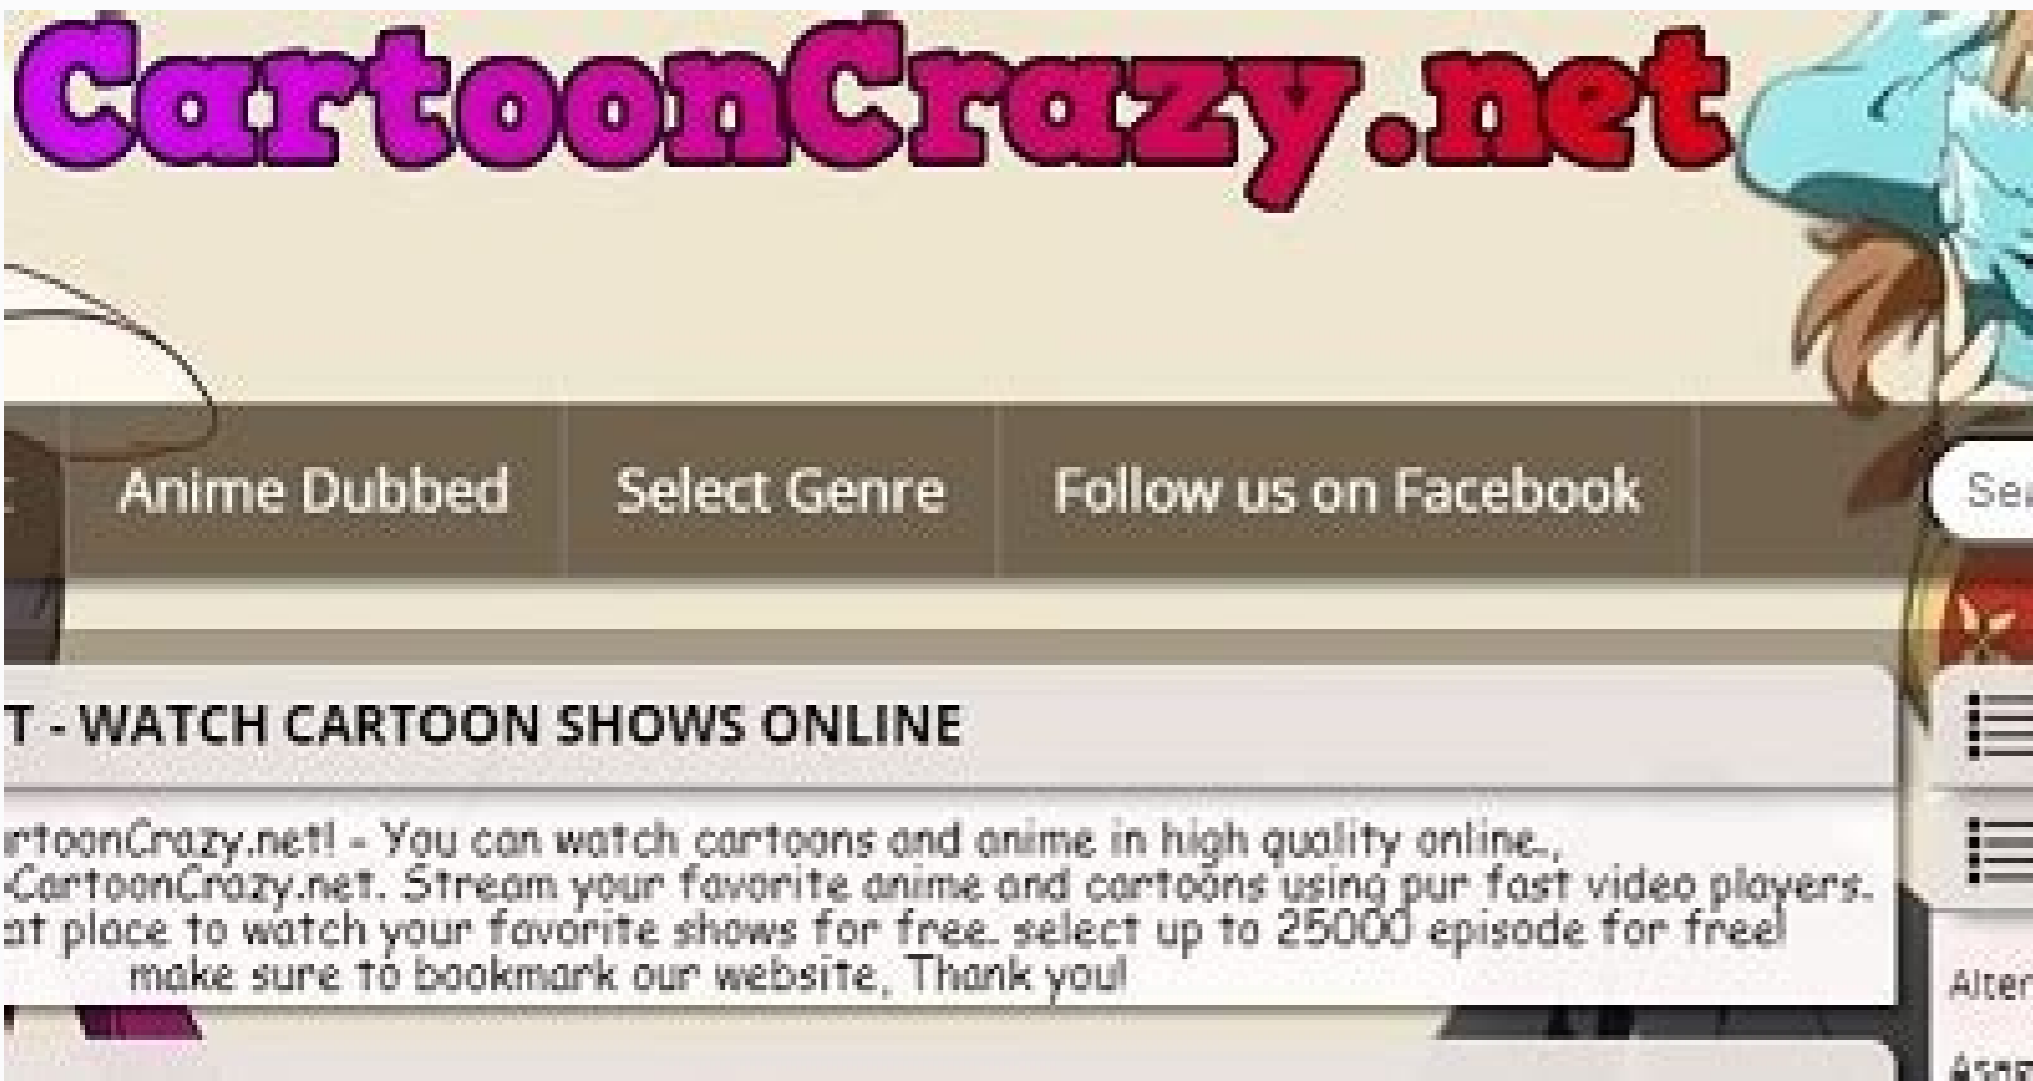 CartoonCrazy.net
Anime Dubbed Select Genre Follow us on Facebook
T - WATCH CARTOON SHOWS ONLINE
rtoonCrazy.net! - You can watch cartoons and anime in high quality online.,
CartoonCrazy.net. Stream your favorite anime and cartoons using pur fast video players.
at place to watch your favorite shows for free. select up to 25000 episode for free!
make sure to bookmark our website, Thank you!